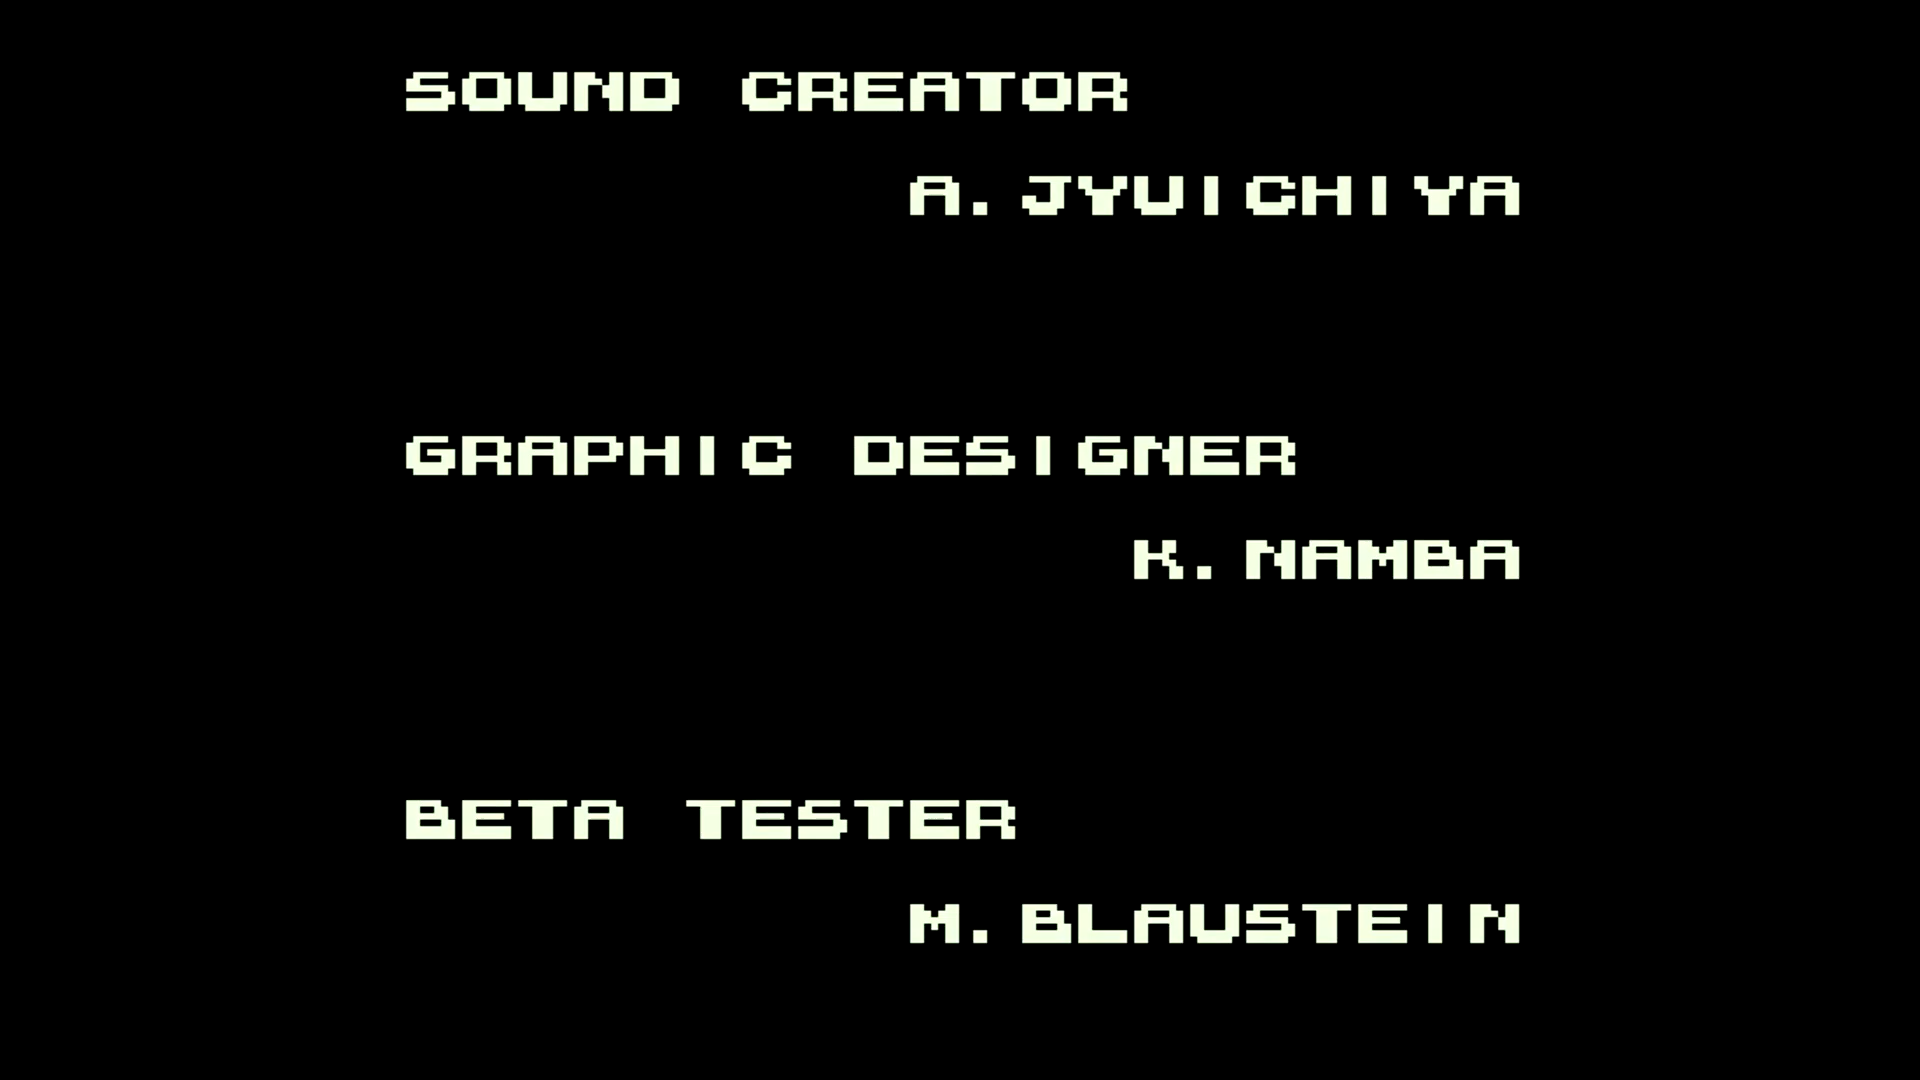 SOUND CREATOR
A.JYUICHIYA
GRAPHIC DESIGNER
K.NAMBA
BETA TESTER
M.BLAUSTEIN